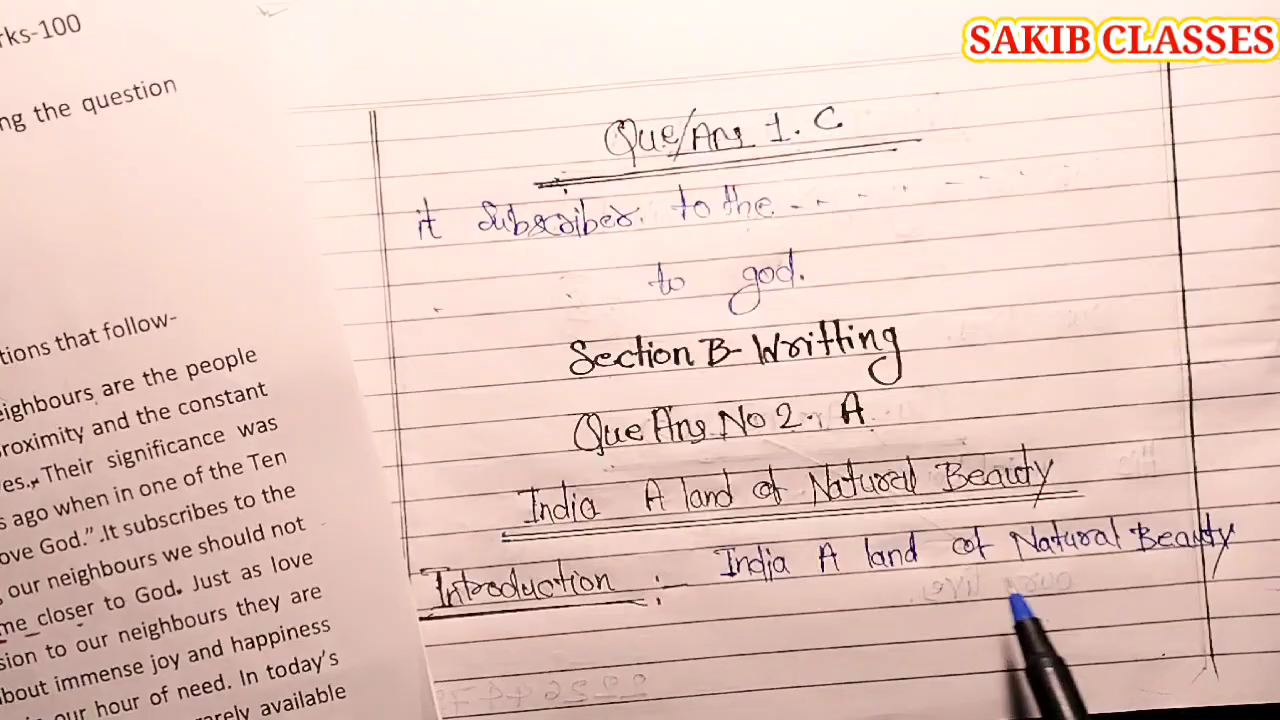 SAKIB CLASSES
rks-100
ng the question
tions that follow-
eighbours are the people
roximity and the constant
es. Their significance was
s ago when in one of the Ten
ove God.” .It subscribes to the
our neighbours we should not
me closer to God. Just as love
sion to our neighbours they are
about immense joy and happiness
our hour of need. In today’s
rely available
Que/Ans 1. C
it subscribes to the - - - - - - -
to god.
Section B- Writting
Que Ans No 2. A
India A land of Natural Beauty
Introduction :- India A land of Natural Beauty